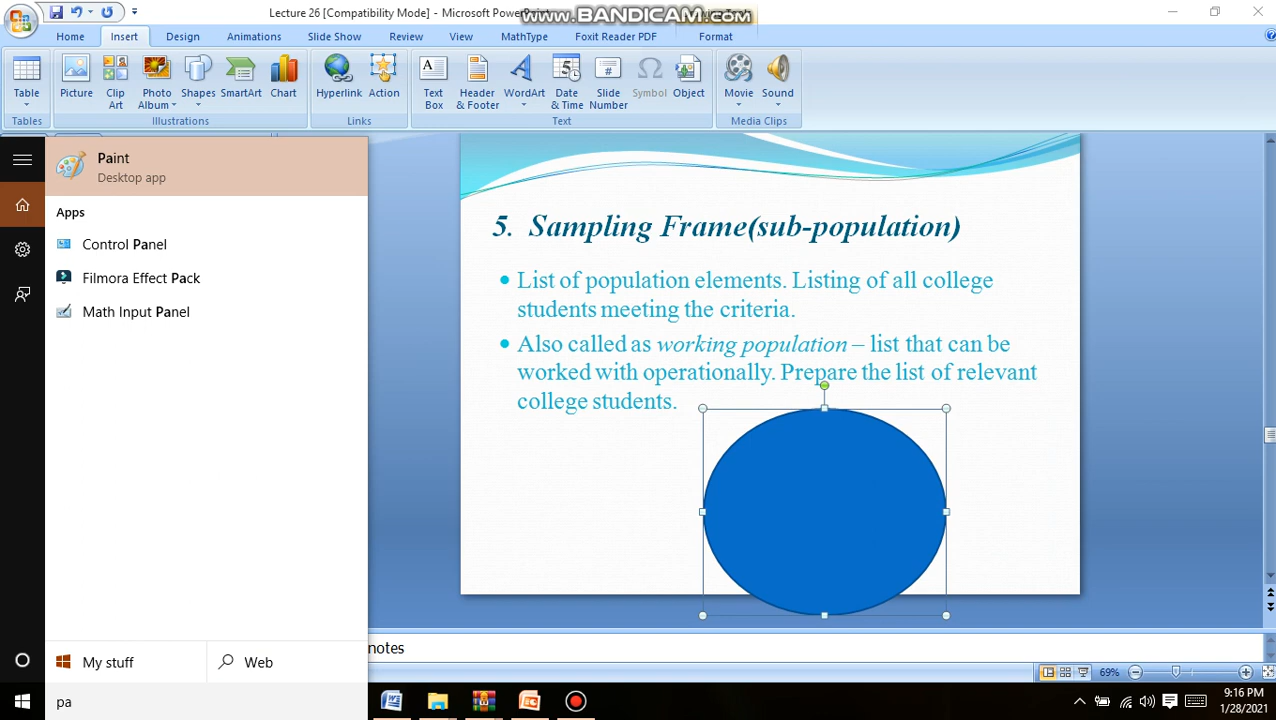 Lecture 26 [Compatibility Mode] - Microsoft PowerPoint
www.BANDICAM.com
Home Insert Design Animations Slide Show Review View MathType Foxit Reader PDF Format
Table Picture Clip Art Photo Album Shapes SmartArt Chart Hyperlink Action Text Box Header & Footer WordArt Date & Time Slide Number Symbol Object Movie Sound
Tables Illustrations Links Text Media Clips
Paint
Desktop app
Apps
Control Panel
Filmora Effect Pack
Math Input Panel
My stuff Web
pa
5. Sampling Frame(sub-population)
• List of population elements. Listing of all college
students meeting the criteria.
• Also called as working population – list that can be
worked with operationally. Prepare the list of relevant
college students.
notes
69%
9:16 PM
1/28/2021